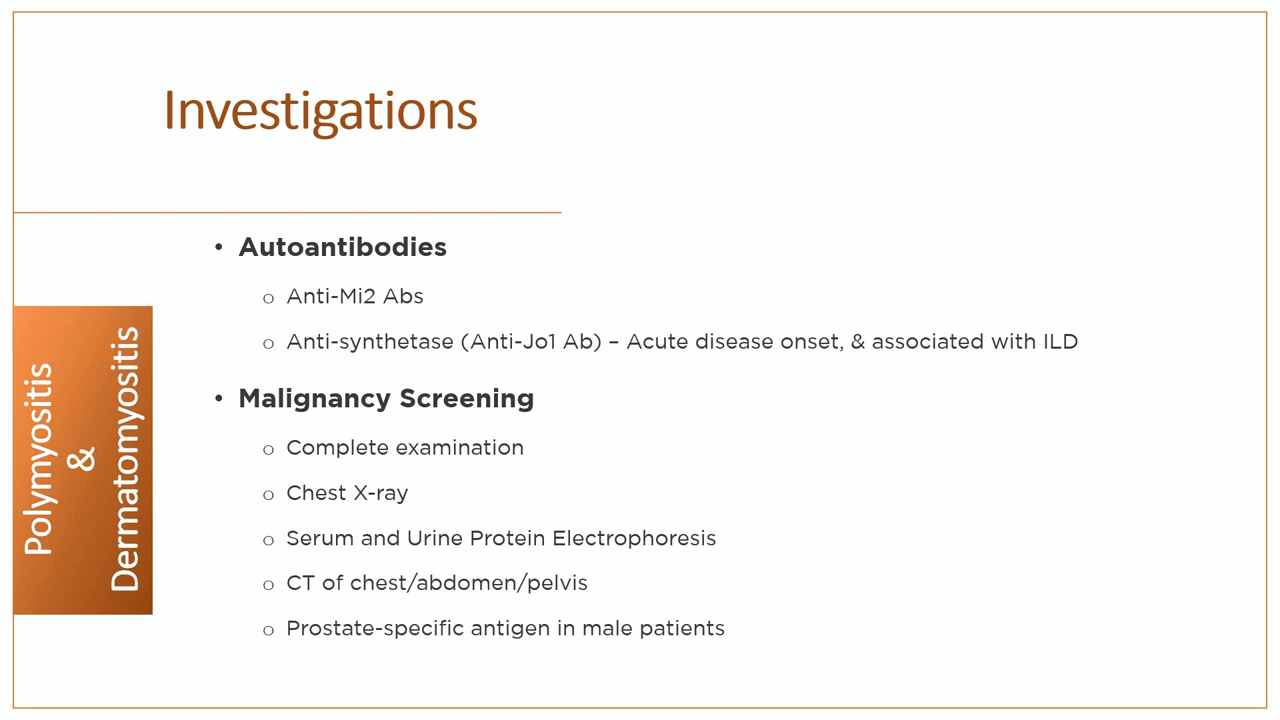 Investigations
• Autoantibodies
o Anti-Mi2 Abs
o Anti-synthetase (Anti-Jo1 Ab) – Acute disease onset, & associated with ILD
• Malignancy Screening
o Complete examination
o Chest X-ray
o Serum and Urine Protein Electrophoresis
o CT of chest/abdomen/pelvis
o Prostate-specific antigen in male patients
Polymyositis
&
Dermatomyositis